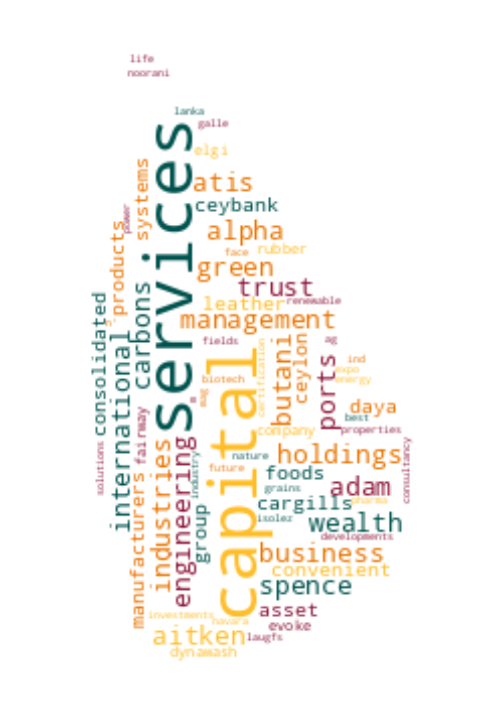 life
noorani
lanka
galle
services
elgi
systems
atis
ceybank
power
products
alpha
face
rubber
green
trust
leather
renewable
carbons
consolidated
management
international
fields
certification
butani
ceylon
ports
ag
ind
expo
energy
capital
biotech
mag
daya
best
properties
fairway
company
solutions
engineering
industries
industry
nature
holdings
consultancy
future
foods
manufacturers
grains
adam
cargills
pharma
group
isolez
wealth
developments
business
convenient
spence
asset
investments
havara
evoke
aitken
laugfs
dynawash